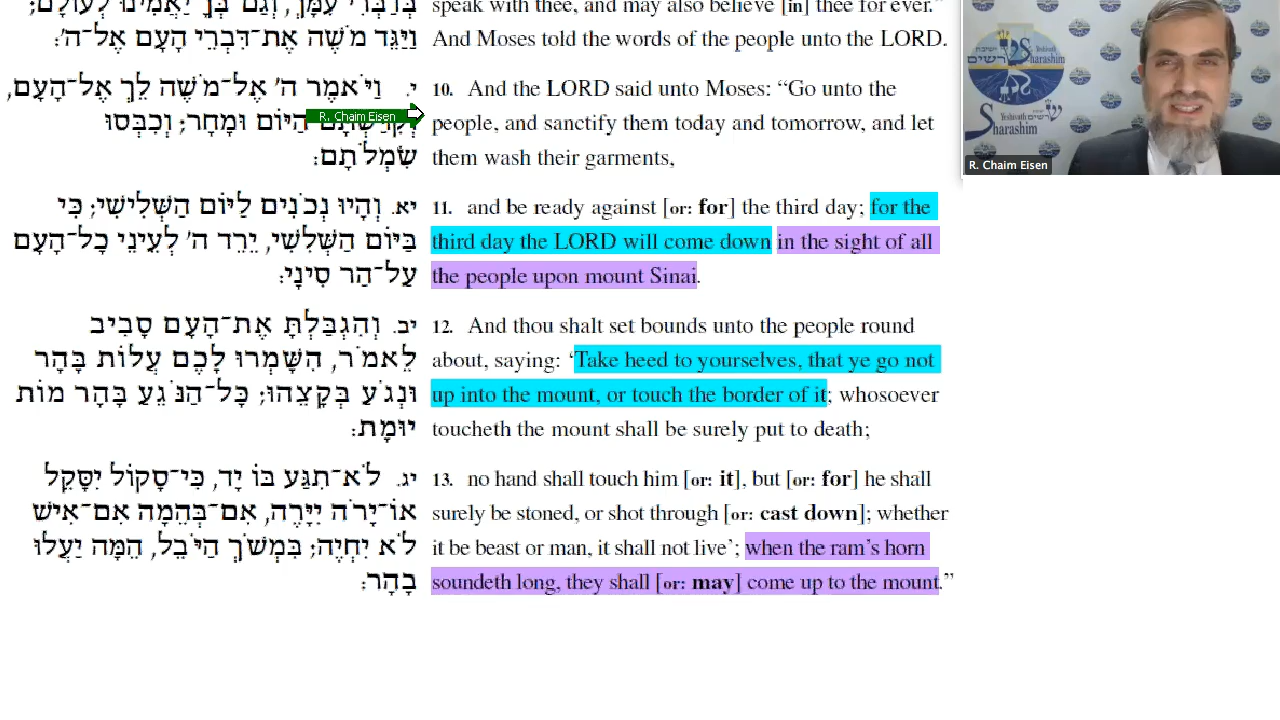 בְּדַבְּרִי עִמָּךְ, וְגַם בְּךָ יַאֲמִינוּ לְעוֹלָם;
וַיַּגֵּד מֹשֶׁה אֶת־דִּבְרֵי הָעָם אֶל־ה':
י. וַיֹּאמֶר ה' אֶל־מֹשֶׁה לֵךְ אֶל־הָעָם,
וְקִדַּשְׁתָּם הַיּוֹם וּמָחָר; וְכִבְּסוּ
שִׂמְלֹתָם:
יא. וְהָיוּ נְכֹנִים לַיּוֹם הַשְּׁלִישִׁי; כִּי
בַּיּוֹם הַשְּׁלִשִׁי, יֵרֵד ה' לְעֵינֵי כָל־הָעָם
עַל־הַר סִינָי:
יב. וְהִגְבַּלְתָּ אֶת־הָעָם סָבִיב
לֵאמֹר, הִשָּׁמְרוּ לָכֶם עֲלוֹת בָּהָר
וּנְגֹעַ בְּקָצֵהוּ; כָּל־הַנֹּגֵעַ בָּהָר מוֹת
יוּמָת:
יג. לֹא־תִגַּע בּוֹ יָד, כִּי־סָקוֹל יִסָּקֵל
אוֹ־יָרֹה יִיָּרֶה, אִם־בְּהֵמָה אִם־אִישׁ
לֹא יִחְיֶה; בִּמְשֹׁךְ הַיֹּבֵל, הֵמָּה יַעֲלוּ
בָהָר:
speak with thee, and may also believe [in] thee for ever.”
And Moses told the words of the people unto the LORD.
10. And the LORD said unto Moses: “Go unto the
people, and sanctify them today and tomorrow, and let
them wash their garments,
11. and be ready against [or: for] the third day; for the
third day the LORD will come down in the sight of all
the people upon mount Sinai.
12. And thou shalt set bounds unto the people round
about, saying: ‘Take heed to yourselves, that ye go not
up into the mount, or touch the border of it; whosoever
toucheth the mount shall be surely put to death;
13. no hand shall touch him [or: it], but [or: for] he shall
surely be stoned, or shot through [or: cast down]; whether
it be beast or man, it shall not live’; when the ram’s horn
soundeth long, they shall [or: may] come up to the mount.”
R. Chaim Eisen
Yeshivath
Sharashim
Yeshivath שרשים
Sharashim
R. Chaim Eisen